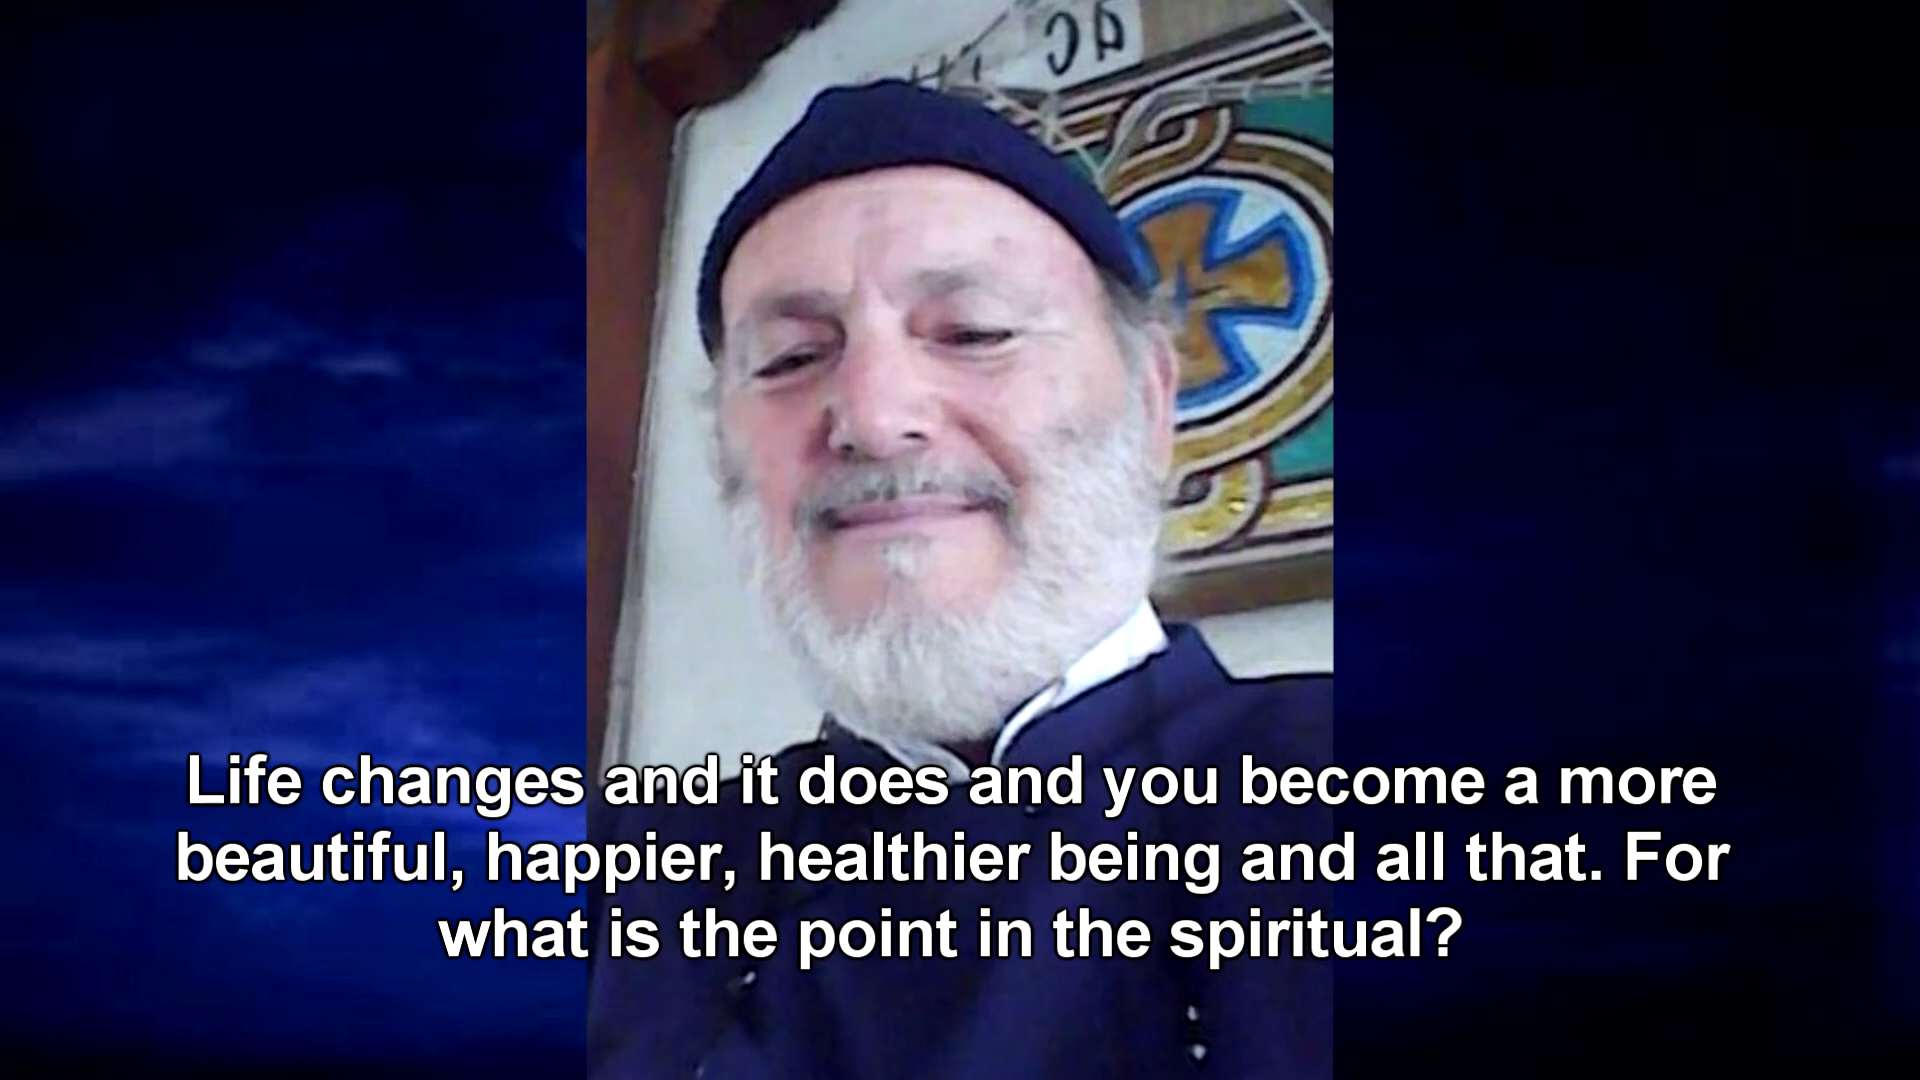 Life changes and it does and you become a more
beautiful, happier, healthier being and all that. For
what is the point in the spiritual?